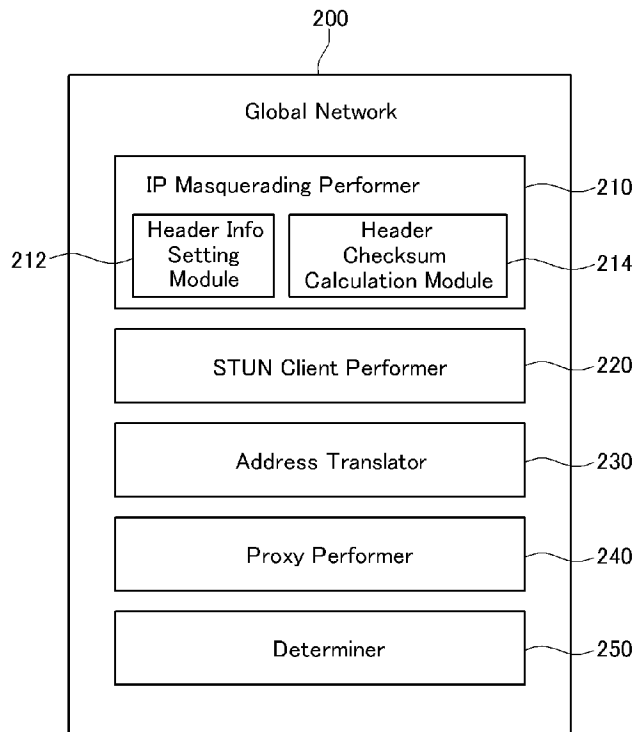 200
Global Network
IP Masquerading Performer
210
Header Info
Setting
Module
212
Header
Checksum
Calculation Module
214
STUN Client Performer
220
Address Translator
230
Proxy Performer
240
Determiner
250